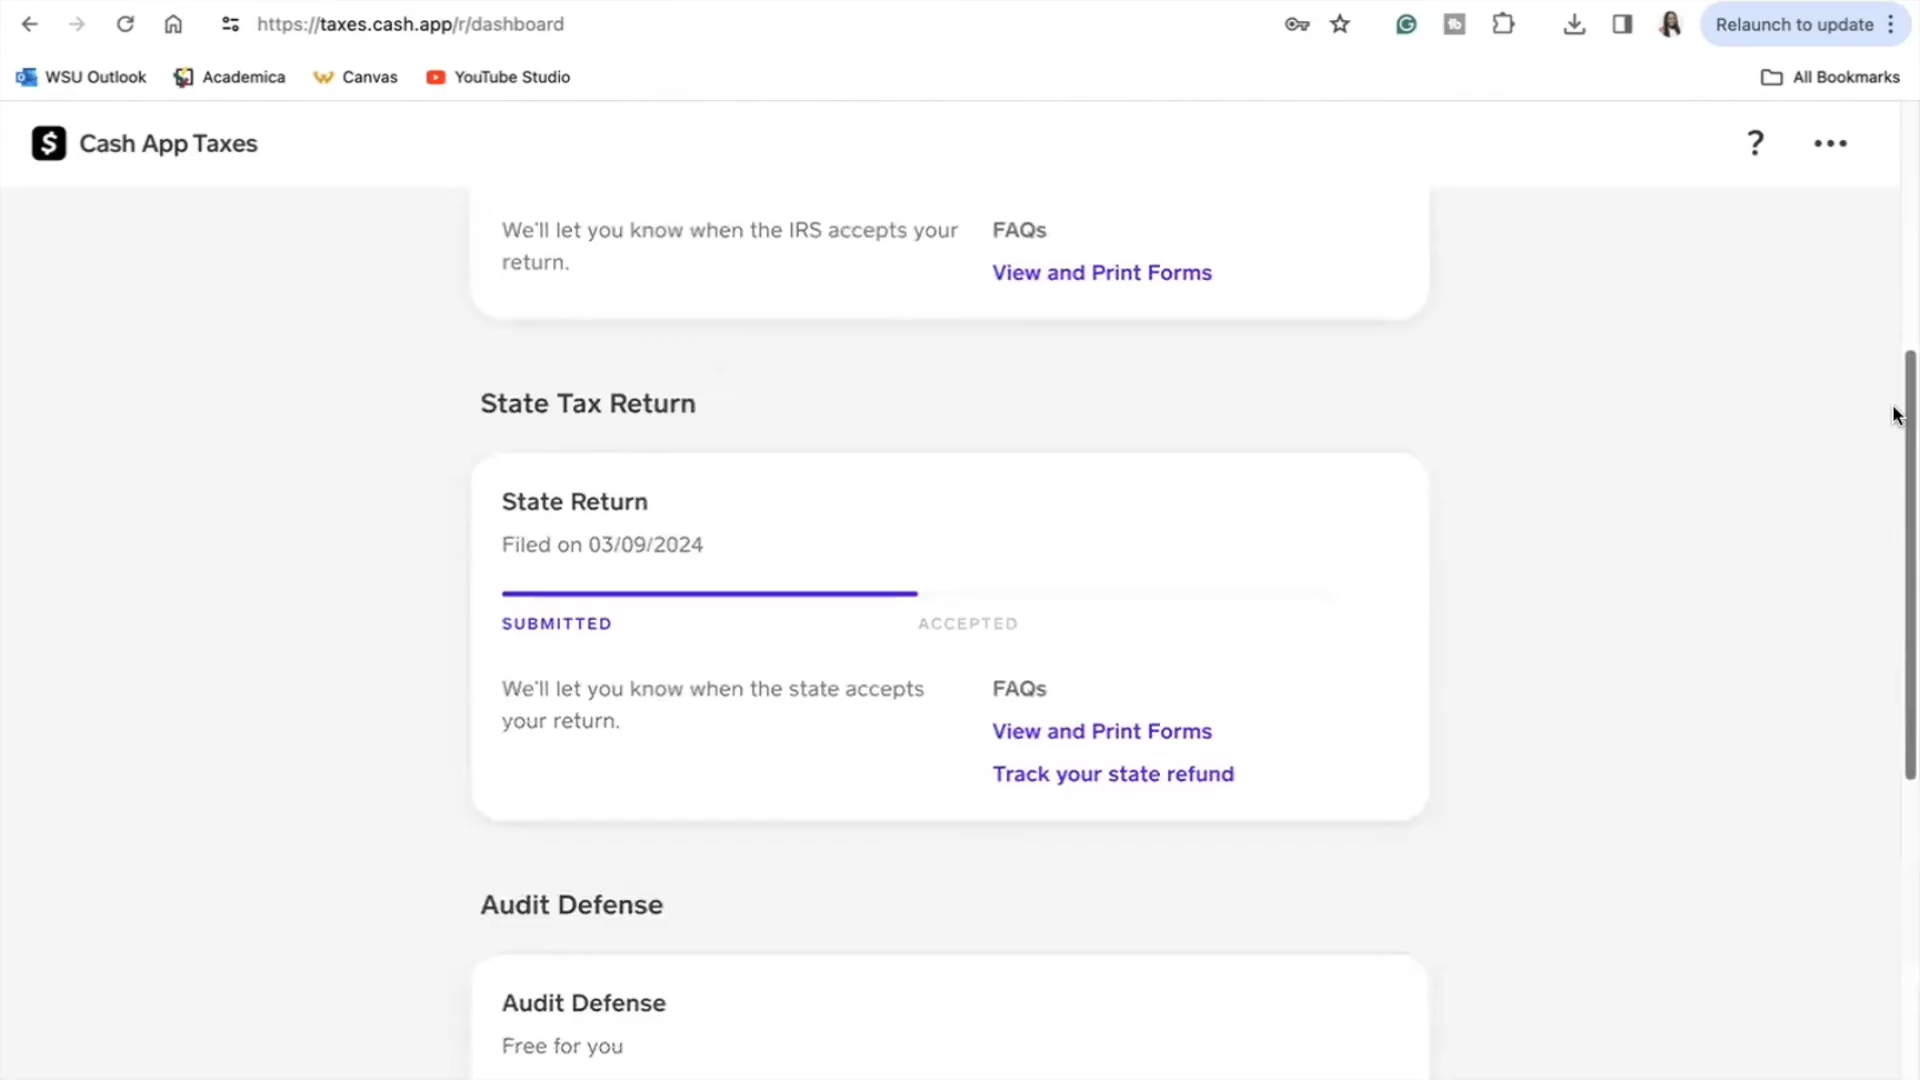 https://taxes.cash.app/r/dashboard
Relaunch to update
WSU Outlook
Academica
Canvas
YouTube Studio
All Bookmarks
$ Cash App Taxes
?
We'll let you know when the IRS accepts your
return.
FAQs
View and Print Forms
State Tax Return
State Return
Filed on 03/09/2024
SUBMITTED
ACCEPTED
We'll let you know when the state accepts
your return.
FAQs
View and Print Forms
Track your state refund
Audit Defense
Audit Defense
Free for you